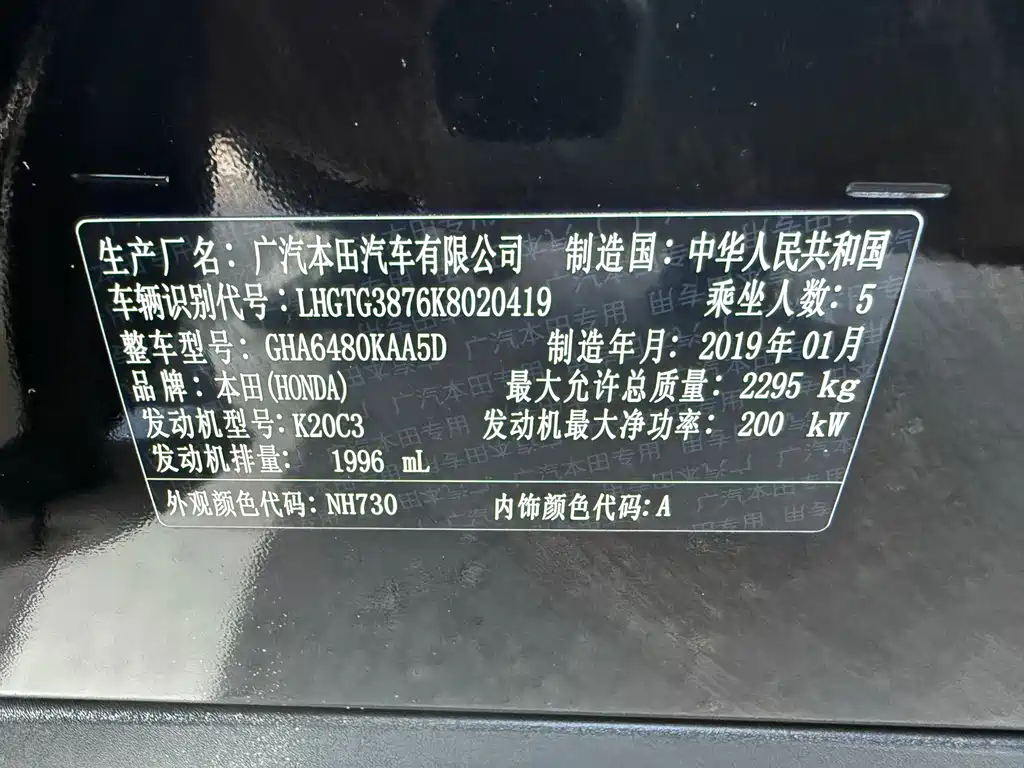 生产厂名：广汽本田汽车有限公司 制造国：中华人民共和国
车辆识别代号：LHGTG3876K8020419 乘坐人数：5
整车型号：GHA6480KAA5D 制造年月：2019年01月
品牌：本田(HONDA) 最大允许总质量：2295 kg
发动机型号：K20C3 发动机最大净功率：200 kW
发动机排量：1996 mL
外观颜色代码：NH730 内饰颜色代码：A